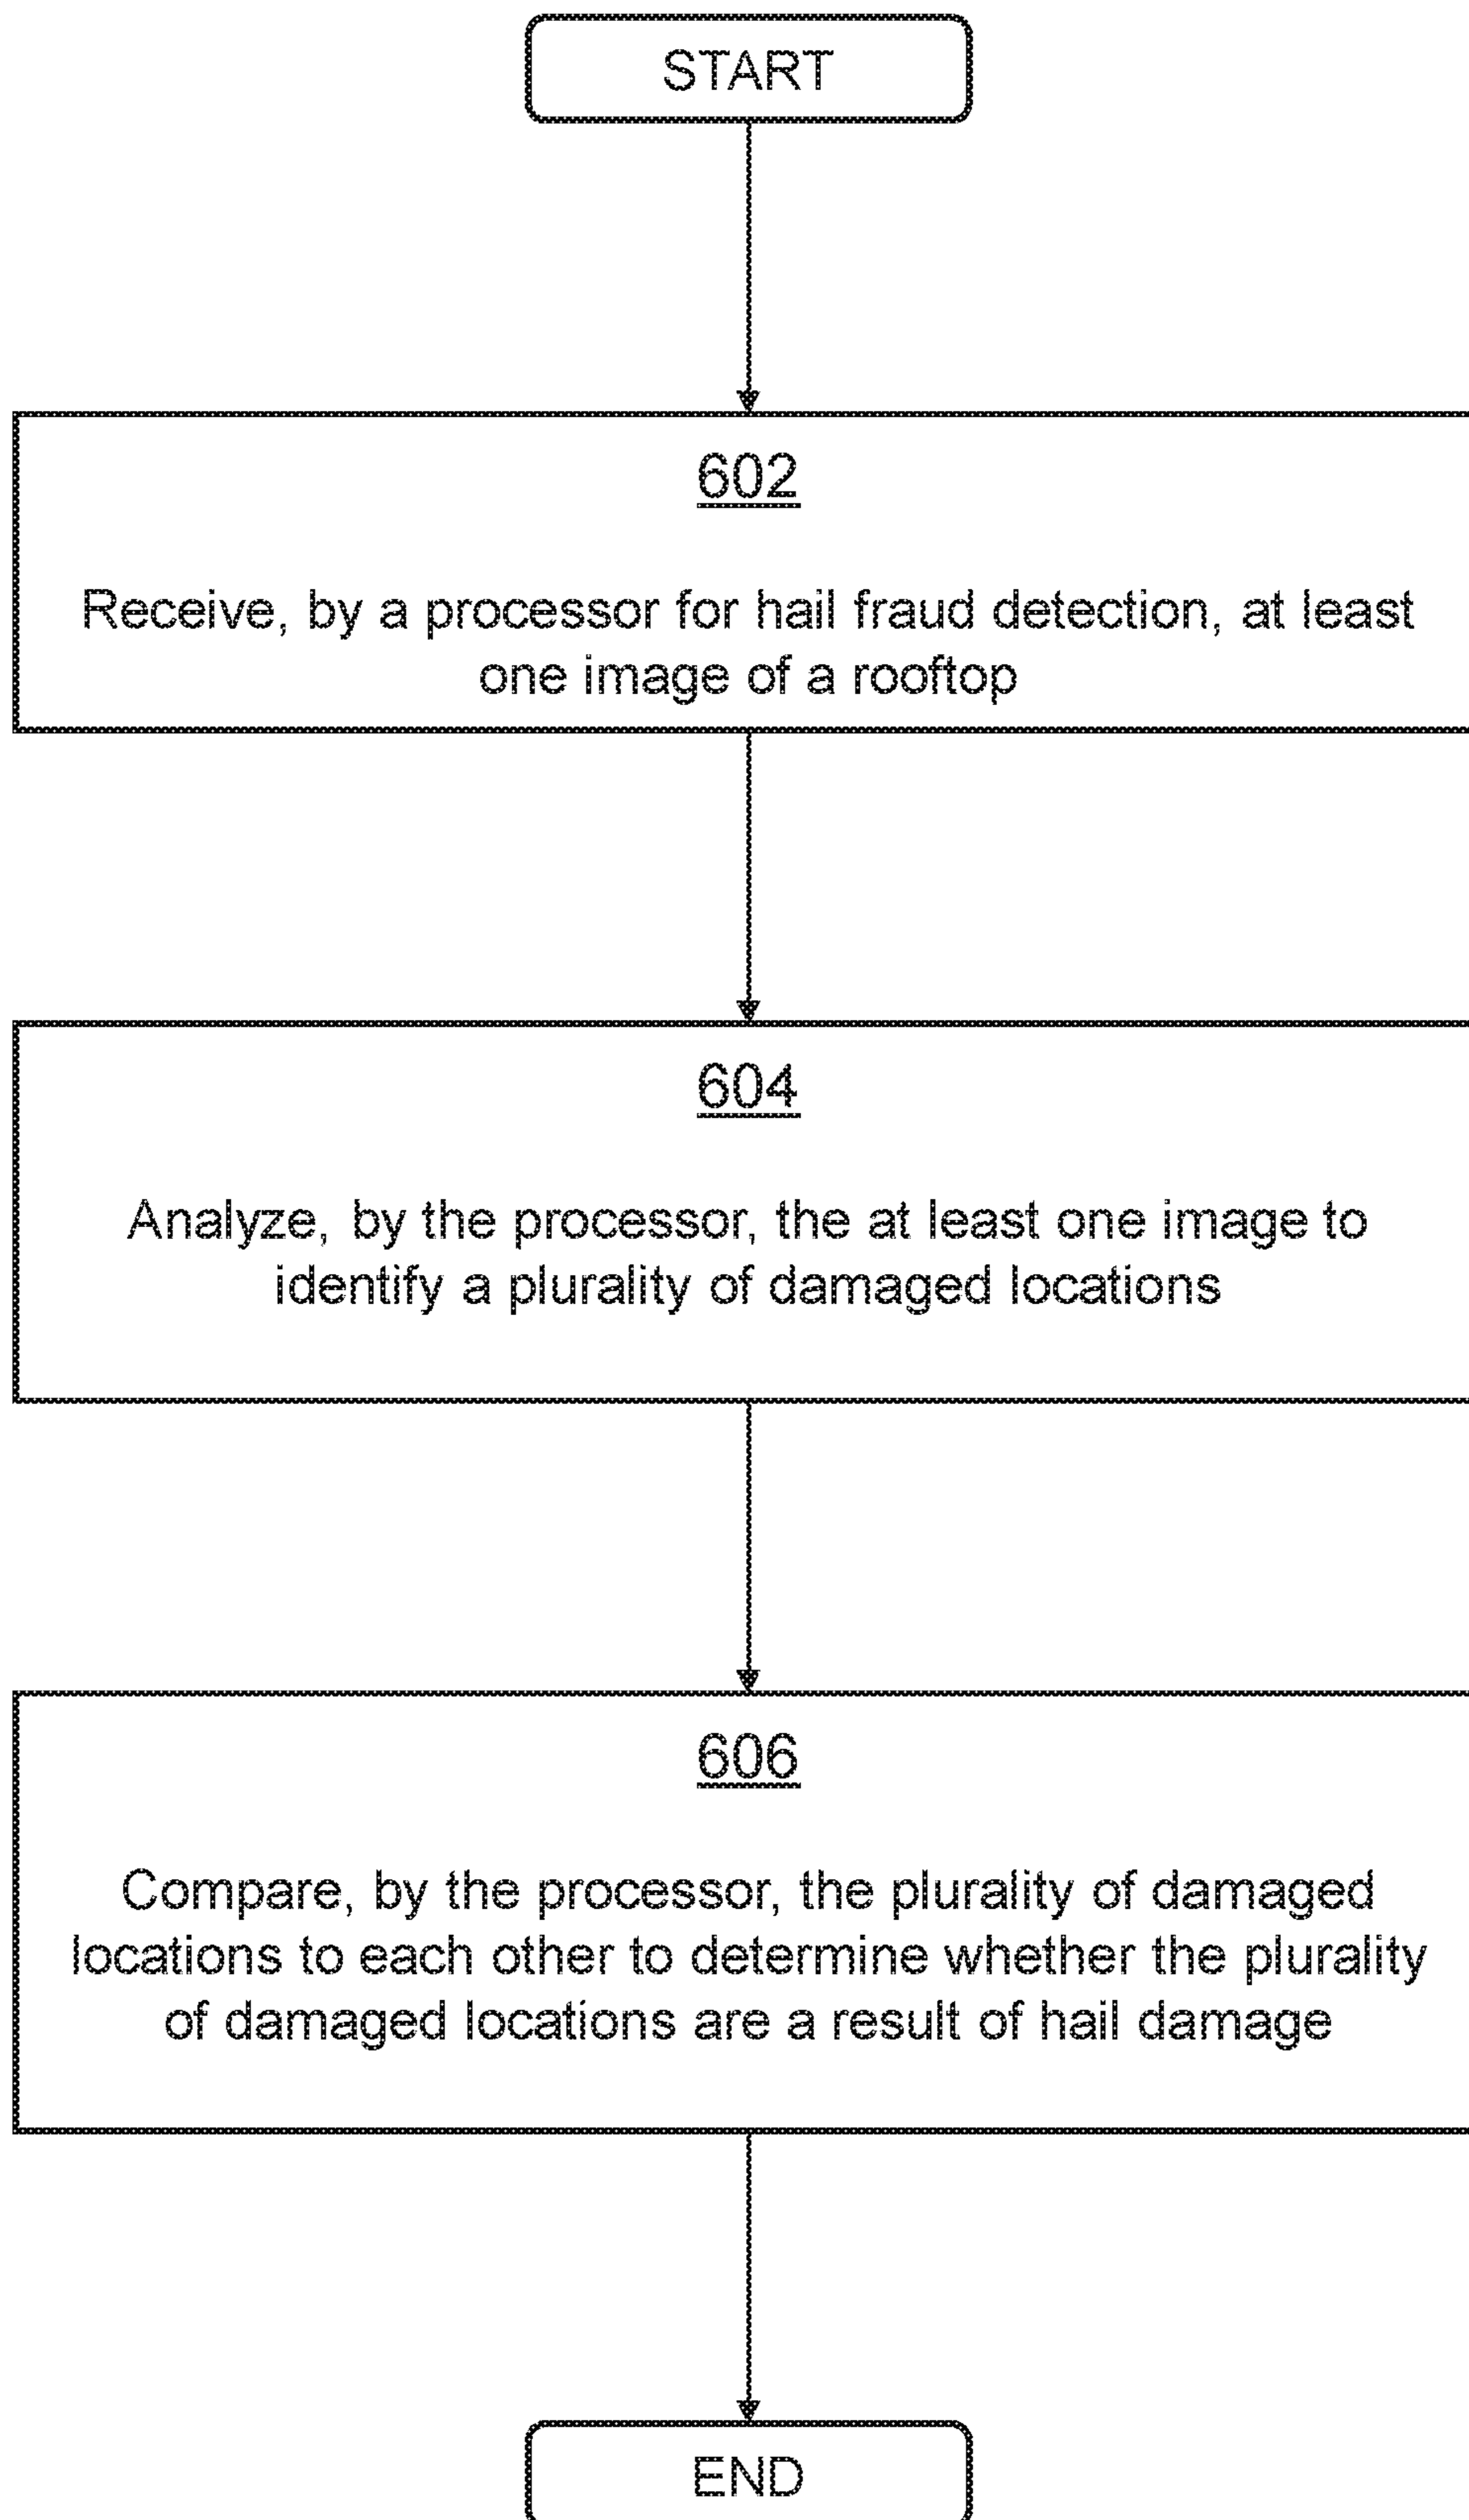 START
602
Receive, by a processor for hail fraud detection, at least
one image of a rooftop
604
Analyze, by the processor, the at least one image to
identify a plurality of damaged locations
606
Compare, by the processor, the plurality of damaged
locations to each other to determine whether the plurality
of damaged locations are a result of hail damage
END